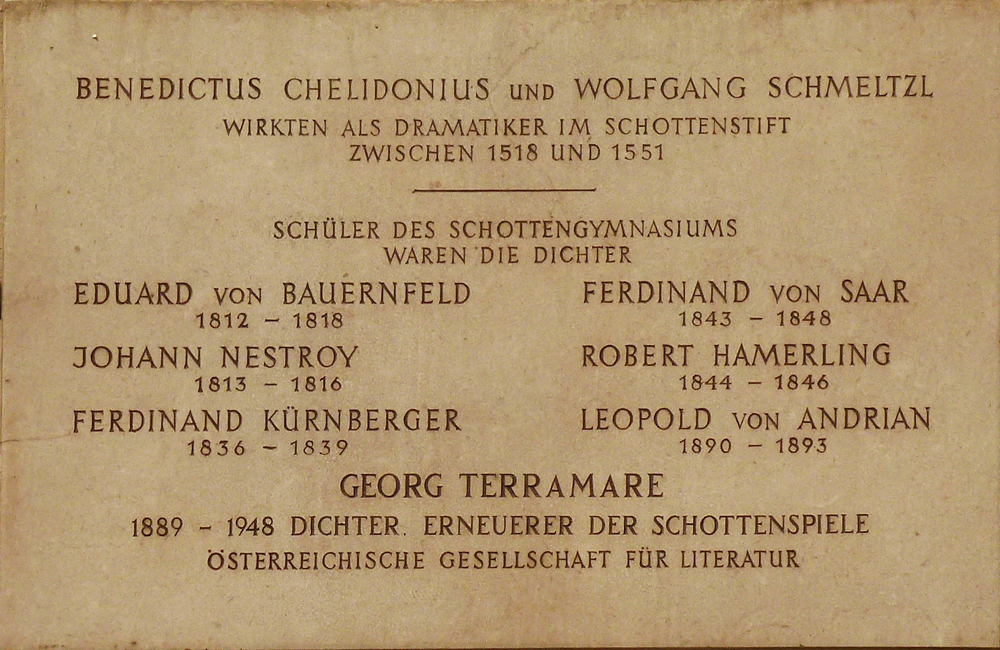 BENEDICTUS CHELIDONIUS UND WOLFGANG SCHMELTZL
WIRKTEN ALS DRAMATIKER IM SCHOTTENSTIFT
ZWISCHEN 1518 UND 1551
SCHÜLER DES SCHOTTENGYMNASIUMS
WAREN DIE DICHTER
EDUARD VON BAUERNFELD
1812 – 1818
JOHANN NESTROY
1813 – 1816
FERDINAND KÜRNBERGER
1836 – 1839
FERDINAND VON SAAR
1843 – 1848
ROBERT HAMERLING
1844 – 1846
LEOPOLD VON ANDRIAN
1890 – 1893
GEORG TERRAMARE
1889 – 1948 DICHTER. ERNEUERER DER SCHOTTENSPIELE
ÖSTERREICHISCHE GESELLSCHAFT FÜR LITERATUR